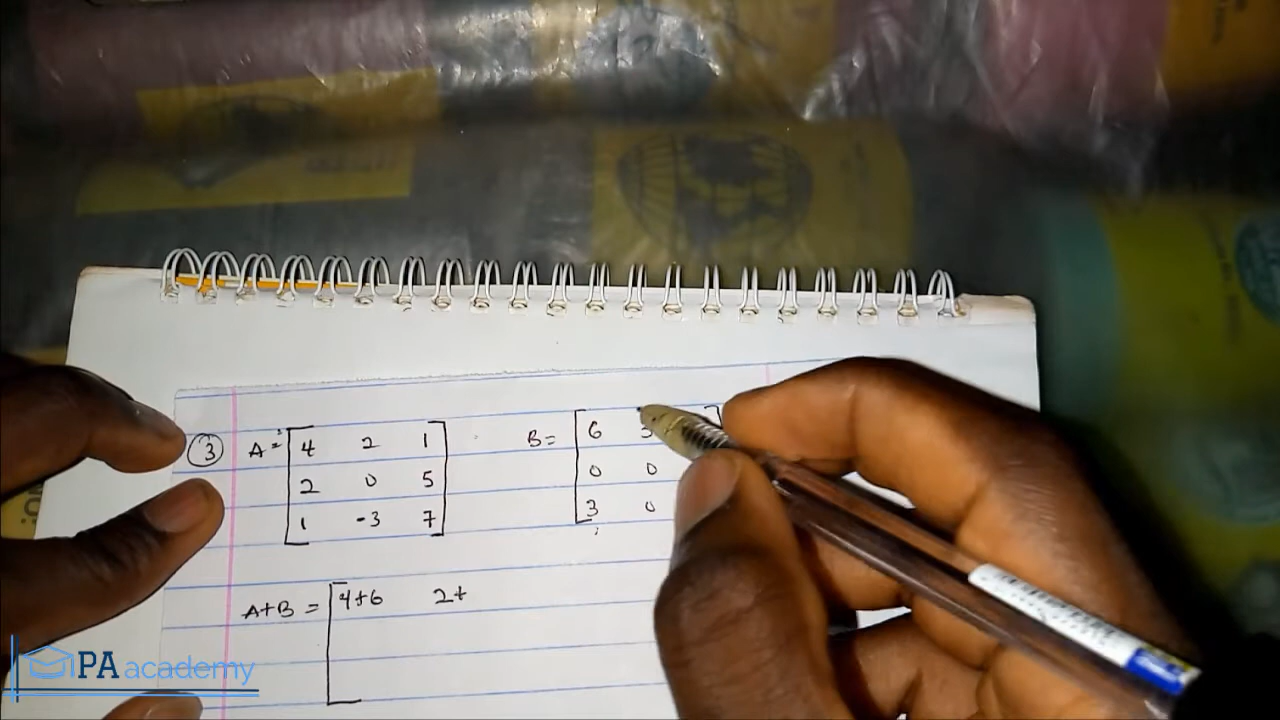 ③ A = [4 2 1 B = [6
2 0 5] 0 0
1 -3 7 3 0
A+B = [4+6 2+
PA academy